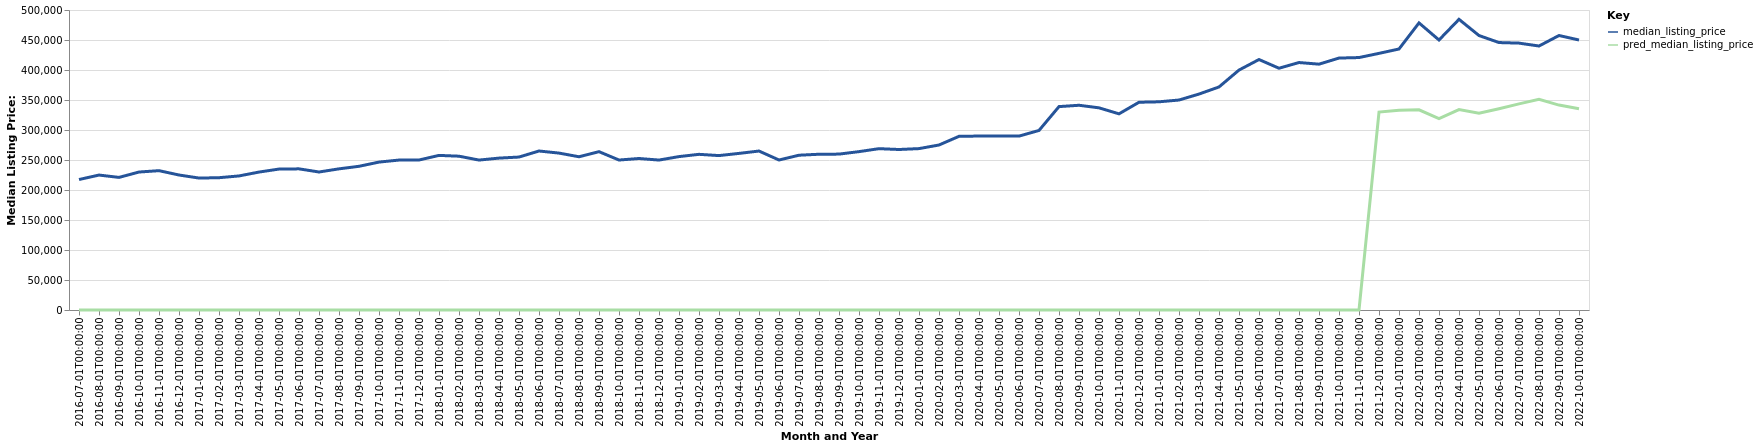 Median Listing Price:
500,000
450,000
400,000
350,000
300,000
250,000
200,000
150,000
100,000
50,000
0
2016-07-01T00:00:00
2016-08-01T00:00:00
2016-09-01T00:00:00
2016-10-01T00:00:00
2016-11-01T00:00:00
2016-12-01T00:00:00
2017-01-01T00:00:00
2017-02-01T00:00:00
2017-03-01T00:00:00
2017-04-01T00:00:00
2017-05-01T00:00:00
2017-06-01T00:00:00
2017-07-01T00:00:00
2017-08-01T00:00:00
2017-09-01T00:00:00
2017-10-01T00:00:00
2017-11-01T00:00:00
2017-12-01T00:00:00
2018-01-01T00:00:00
2018-02-01T00:00:00
2018-03-01T00:00:00
2018-04-01T00:00:00
2018-05-01T00:00:00
2018-06-01T00:00:00
2018-07-01T00:00:00
2018-08-01T00:00:00
2018-09-01T00:00:00
2018-10-01T00:00:00
2018-11-01T00:00:00
2018-12-01T00:00:00
2019-01-01T00:00:00
2019-02-01T00:00:00
2019-03-01T00:00:00
2019-04-01T00:00:00
2019-05-01T00:00:00
2019-06-01T00:00:00
2019-07-01T00:00:00
2019-08-01T00:00:00
2019-09-01T00:00:00
2019-10-01T00:00:00
2019-11-01T00:00:00
2019-12-01T00:00:00
2020-01-01T00:00:00
2020-02-01T00:00:00
2020-03-01T00:00:00
2020-04-01T00:00:00
2020-05-01T00:00:00
2020-06-01T00:00:00
2020-07-01T00:00:00
2020-08-01T00:00:00
2020-09-01T00:00:00
2020-10-01T00:00:00
2020-11-01T00:00:00
2020-12-01T00:00:00
2021-01-01T00:00:00
2021-02-01T00:00:00
2021-03-01T00:00:00
2021-04-01T00:00:00
2021-05-01T00:00:00
2021-06-01T00:00:00
2021-07-01T00:00:00
2021-08-01T00:00:00
2021-09-01T00:00:00
2021-10-01T00:00:00
2021-11-01T00:00:00
2021-12-01T00:00:00
2022-01-01T00:00:00
2022-02-01T00:00:00
2022-03-01T00:00:00
2022-04-01T00:00:00
2022-05-01T00:00:00
2022-06-01T00:00:00
2022-07-01T00:00:00
2022-08-01T00:00:00
2022-09-01T00:00:00
2022-10-01T00:00:00
Month and Year
Key
median_listing_price
pred_median_listing_price